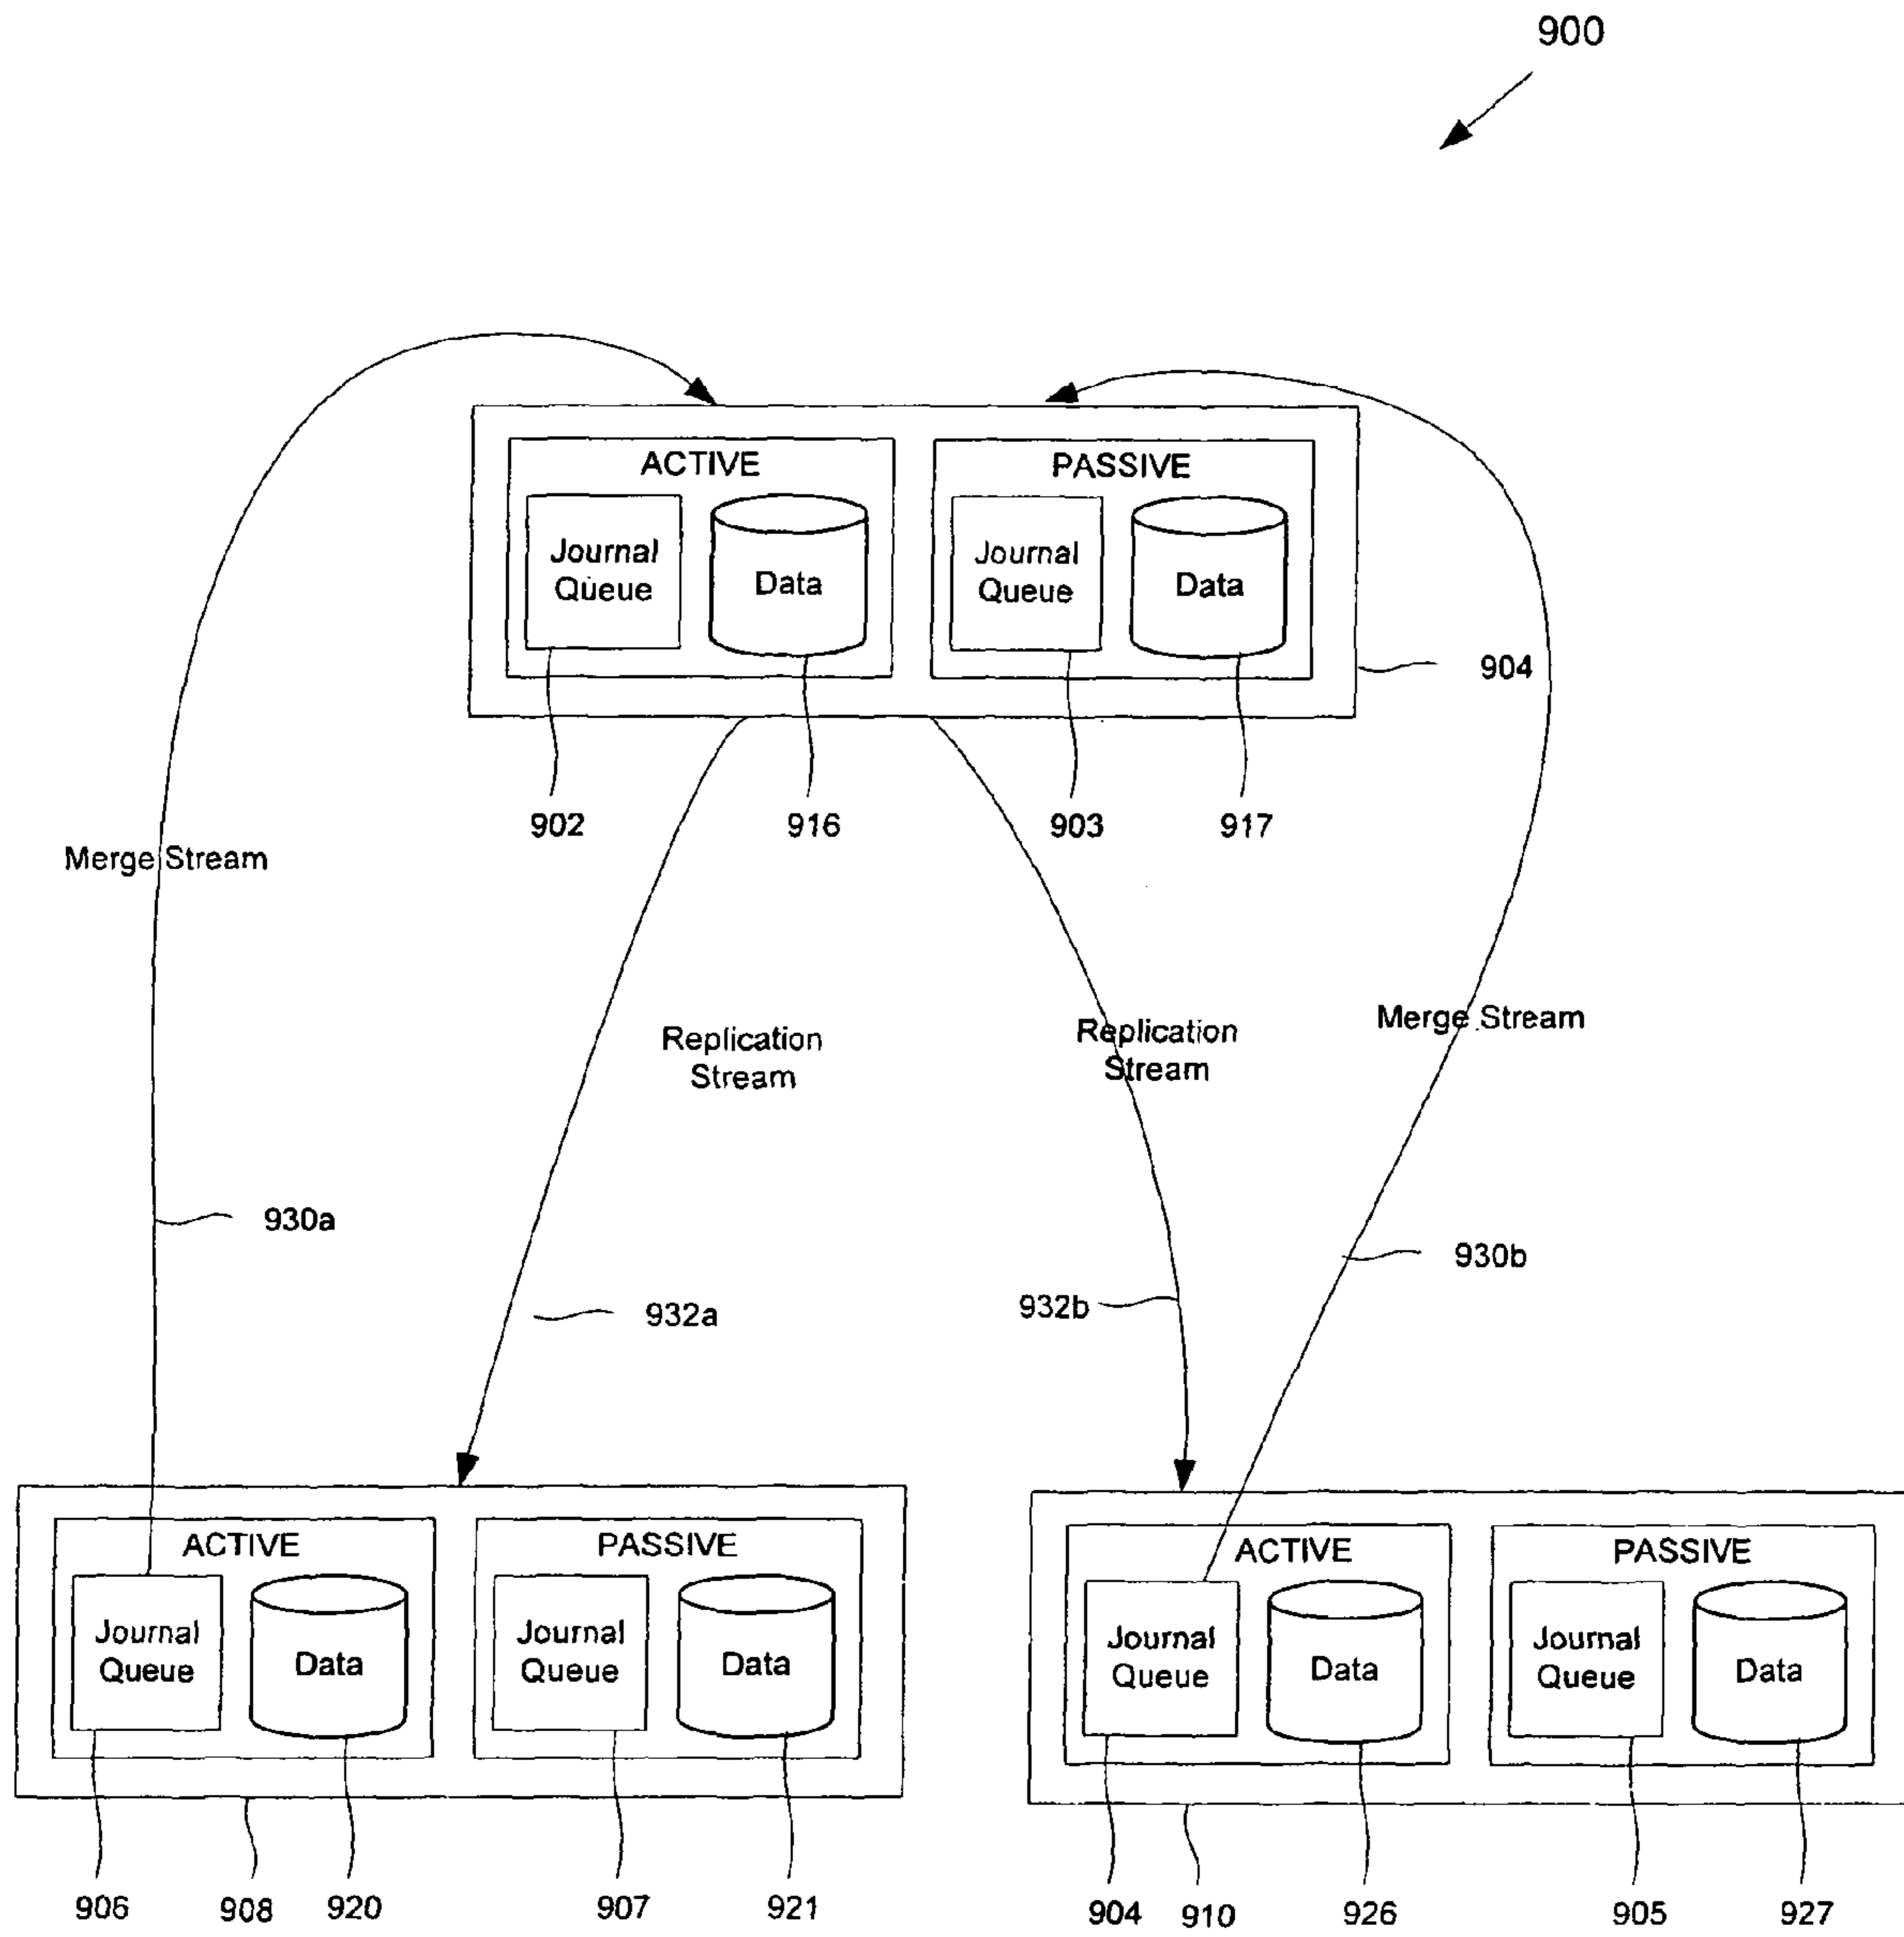 900
ACTIVE
PASSIVE
Journal
Queue
Data
Journal
Queue
Data
904
902
916
903
917
Merge Stream
Replication
Stream
Replication
Stream
Merge Stream
930a
930b
932a
932b
ACTIVE
PASSIVE
ACTIVE
PASSIVE
Journal
Queue
Data
Journal
Queue
Data
Journal
Queue
Data
Journal
Queue
Data
906
908
920
907
921
904
910
926
905
927